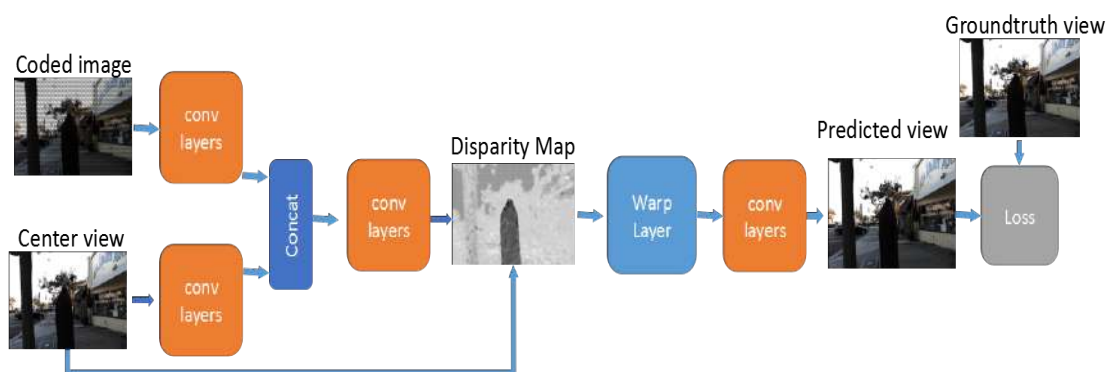 Groundtruth view
Coded image
conv
layers
Predicted view
Disparity Map
Concat
conv
layers
Warp
Layer
conv
layers
Loss
Center view
conv
layers